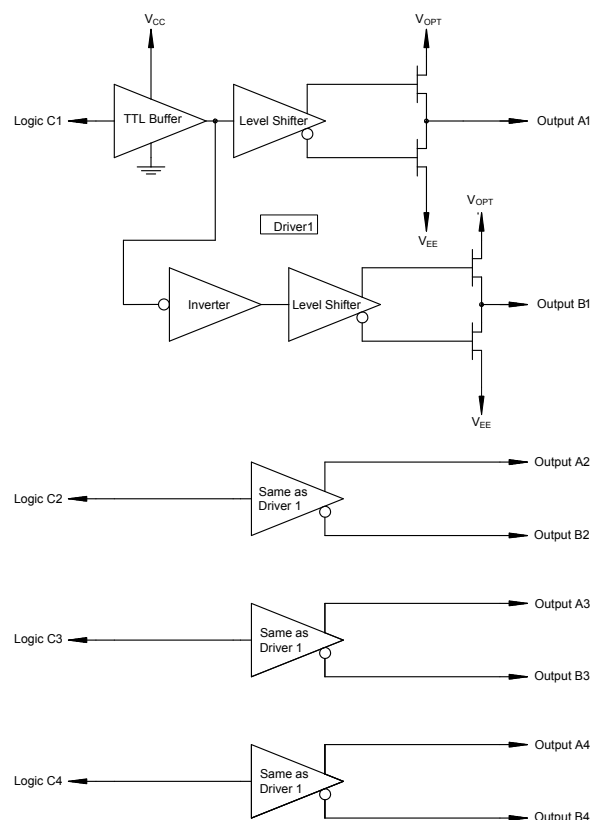 VCC
VOPT
Logic C1
TTL Buffer
Level Shifter
Output A1
Driver1
VEE
VOPT
Inverter
Level Shifter
Output B1
VEE
Output A2
Logic C2
Same as
Driver 1
Output B2
Output A3
Logic C3
Same as
Driver 1
Output B3
Output A4
Logic C4
Same as
Driver 1
Output B4